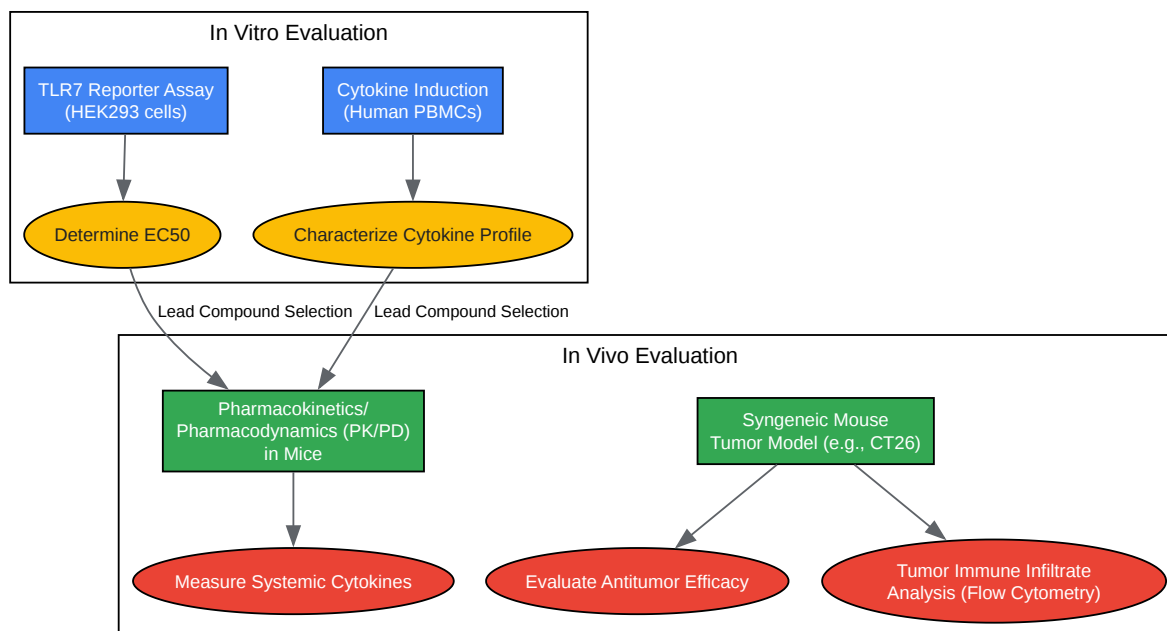 In Vitro Evaluation
TLR7 Reporter Assay
(HEK293 cells)
Cytokine Induction
(Human PBMCs)
Determine EC50
Characterize Cytokine Profile
Lead Compound Selection
Lead Compound Selection
In Vivo Evaluation
Pharmacokinetics/
Pharmacodynamics (PK/PD)
in Mice
Syngeneic Mouse
Tumor Model (e.g., CT26)
Measure Systemic Cytokines
Evaluate Antitumor Efficacy
Tumor Immune Infiltrate
Analysis (Flow Cytometry)